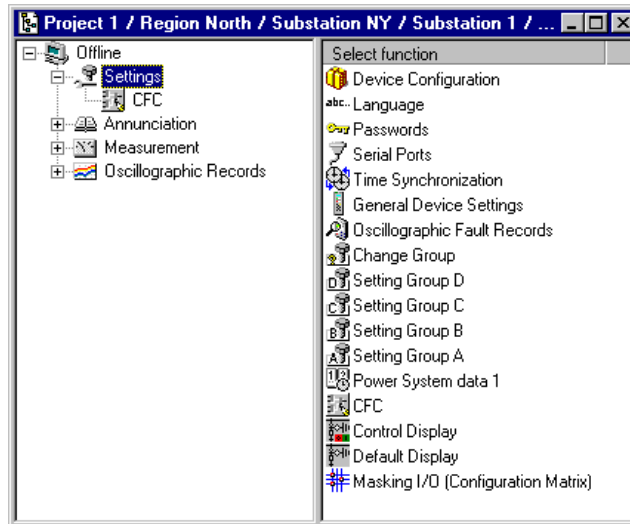 Project 1 / Region North / Substation NY / Substation 1 / ...
Offline
Settings
CFC
Annunciation
Measurement
Oscillographic Records
Select function
Device Configuration
abc.. Language
Passwords
Serial Ports
Time Synchronization
General Device Settings
Oscillographic Fault Records
Change Group
D Setting Group D
C Setting Group C
B Setting Group B
A Setting Group A
Power System data 1
CFC
Control Display
Default Display
Masking I/O (Configuration Matrix)